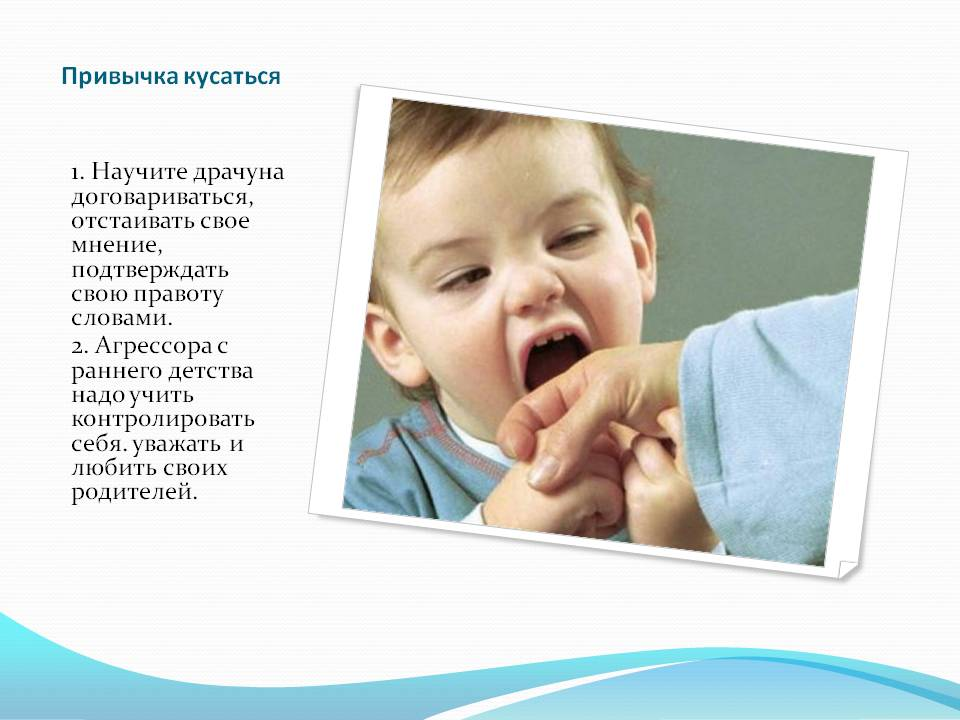 Привычка кусаться
1. Научите драчуна
договариваться,
отстаивать свое
мнение,
подтверждать
свою правоту
словами.
2. Агрессора с
раннего детства
надо учить
контролировать
себя. уважать и
любить своих
родителей.